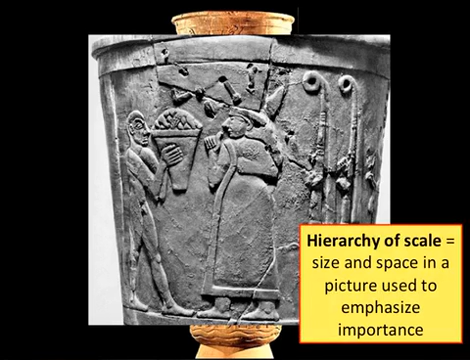 Hierarchy of scale =
size and space in a
picture used to
emphasize
importance